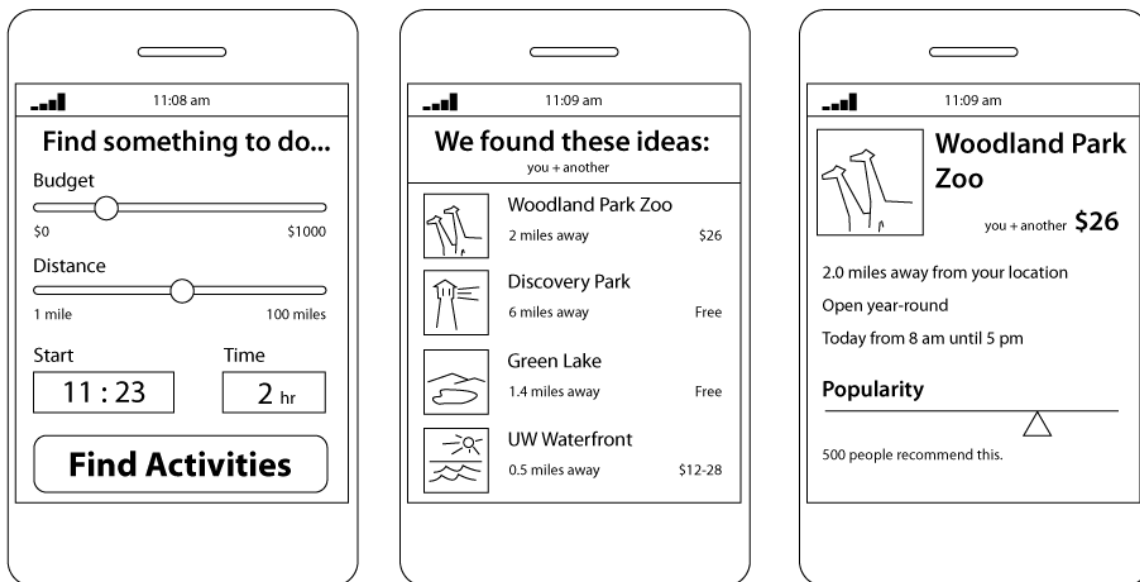 11:08 am
Find something to do...
Budget
$0 $1000
Distance
1 mile 100 miles
Start Time
11 : 23 2 hr
Find Activities
11:09 am
We found these ideas:
you + another
Woodland Park Zoo
2 miles away $26
Discovery Park
6 miles away Free
Green Lake
1.4 miles away Free
UW Waterfront
0.5 miles away $12-28
11:09 am
Woodland Park
Zoo
you + another $26
2.0 miles away from your location
Open year-round
Today from 8 am until 5 pm
Popularity
500 people recommend this.